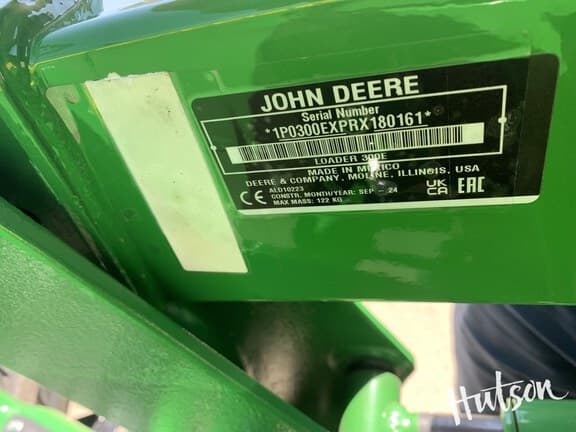 JOHN DEERE
Serial Number
*1P0300EXPRX180161*
LOADER 300E
MADE IN MEXICO
DEERE & COMPANY, MOLINE, ILLINOIS, USA
ALD10223
CONSTR. MONTH/YEAR: SEP - 24
MAX MASS: 122 KG
CE
UK
CA
EAC
Hutson